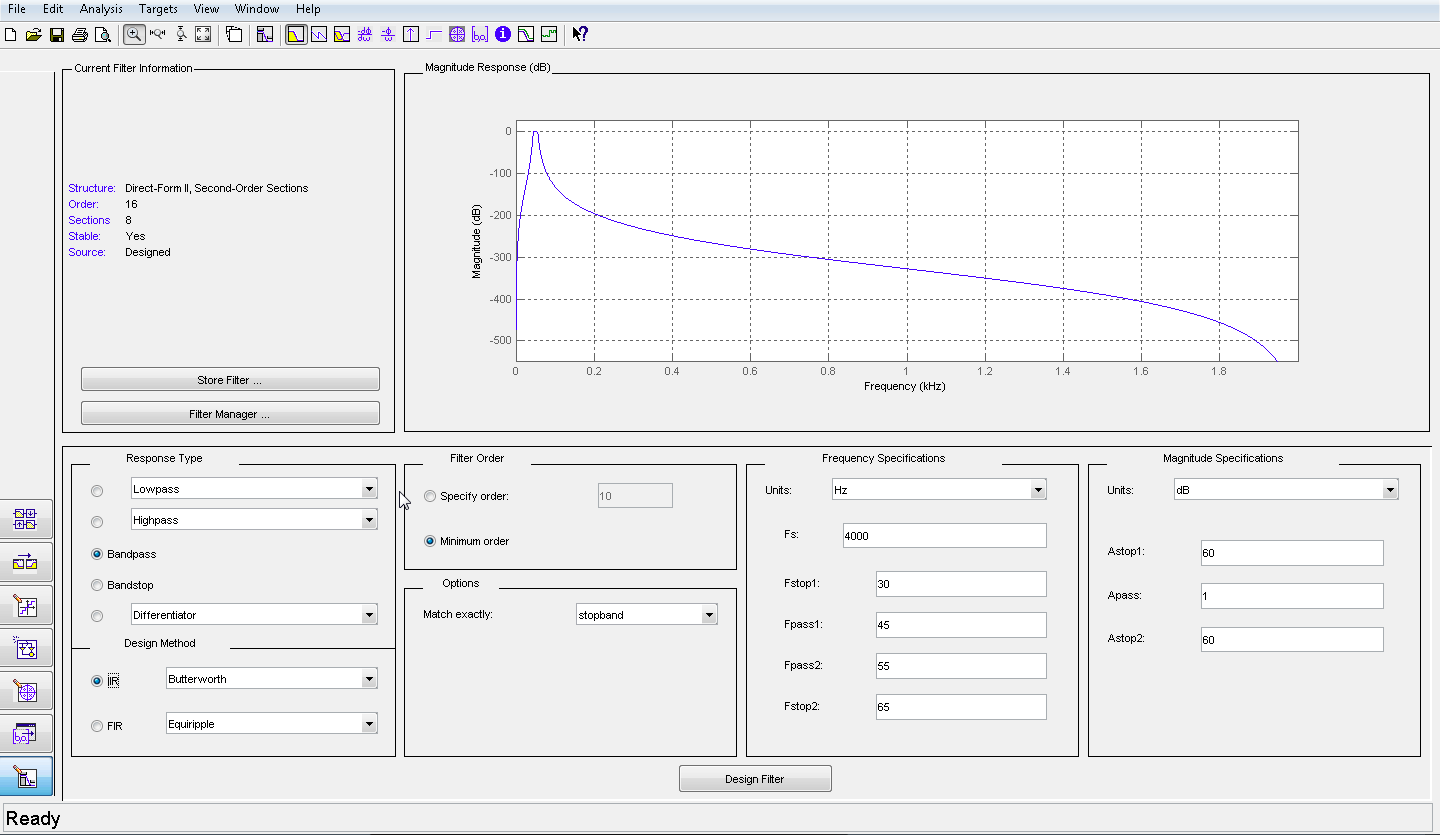 File Edit Analysis Targets View Window Help
Current Filter Information
Structure: Direct-Form II, Second-Order Sections
Order: 16
Sections 8
Stable: Yes
Source: Designed
Store Filter ...
Filter Manager ...
Magnitude Response (dB)
Magnitude (dB)
0
-100
-200
-300
-400
-500
0 0.2 0.4 0.6 0.8 1 1.2 1.4 1.6 1.8
Frequency (kHz)
Response Type
Lowpass
Highpass
Bandpass
Bandstop
Differentiator
Design Method
IIR Butterworth
FIR Equiripple
Filter Order
Specify order: 10
Minimum order
Options
Match exactly: stopband
Frequency Specifications
Units: Hz
Fs: 4000
Fstop1: 30
Fpass1: 45
Fpass2: 55
Fstop2: 65
Magnitude Specifications
Units: dB
Astop1: 60
Apass: 1
Astop2: 60
Design Filter
Ready